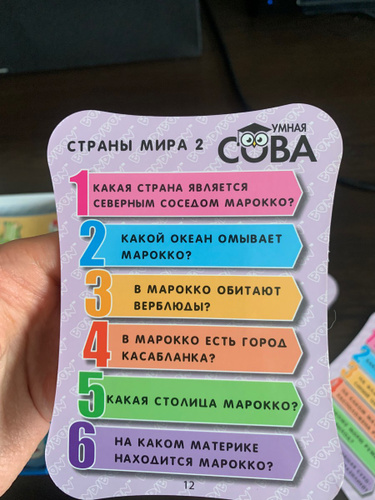 СТРАНЫ МИРА 2
УМНАЯ
СОВА
1 КАКАЯ СТРАНА ЯВЛЯЕТСЯ
СЕВЕРНЫМ СОСЕДОМ МАРОККО?
2 КАКОЙ ОКЕАН ОМЫВАЕТ
МАРОККО?
3 В МАРОККО ОБИТАЮТ
ВЕРБЛЮДЫ?
4 В МАРОККО ЕСТЬ ГОРОД
КАСАБЛАНКА?
5 КАКАЯ СТОЛИЦА МАРОККО?
6 НА КАКОМ МАТЕРИКЕ
НАХОДИТСЯ МАРОККО?
12